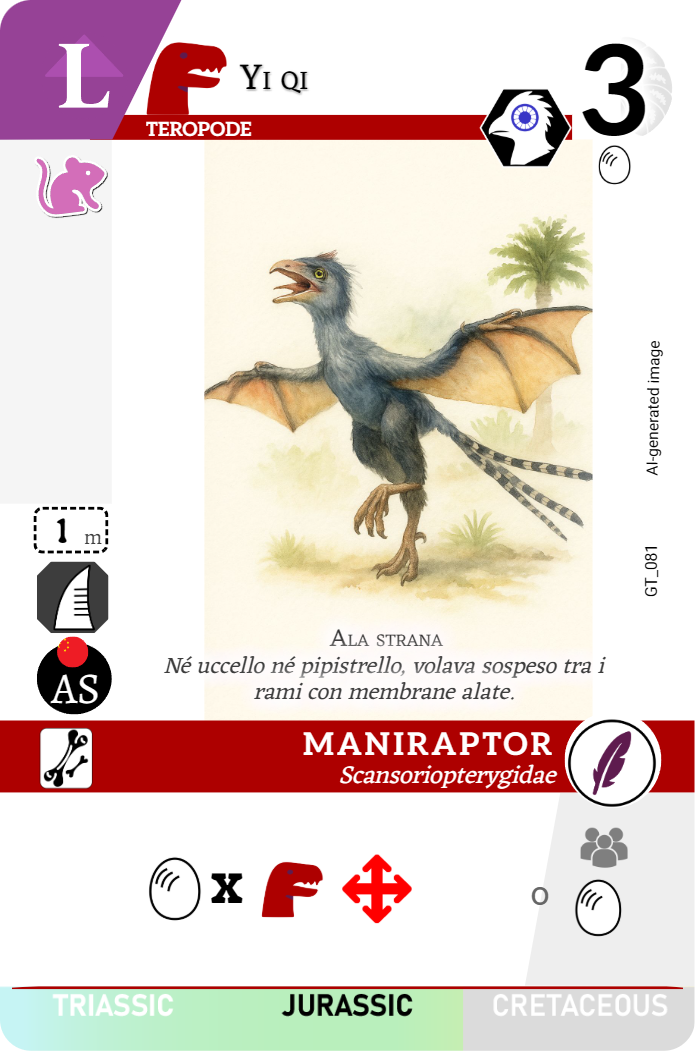 L
Yi qi
3
TEROPODE
AI-generated image
1 m
GT_081
AS
Ala strana
Né uccello né pipistrello, volava sospeso tra i
rami con membrane alate.
MANIRAPTOR
Scansoriopterygidae
x
o
TRIASSIC JURASSIC CRETACEOUS